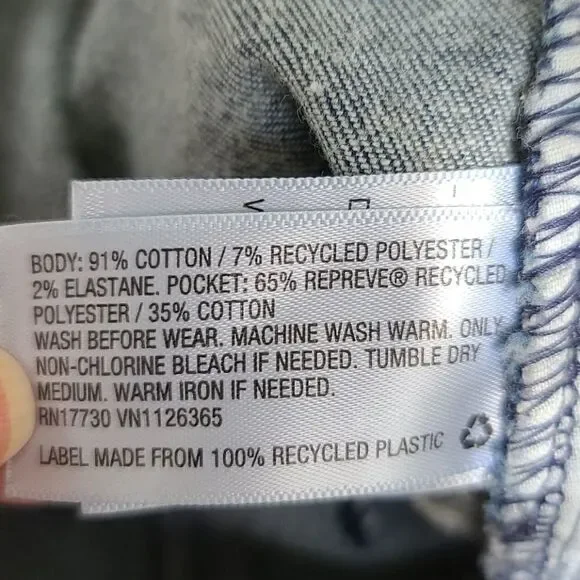 BODY: 91% COTTON / 7% RECYCLED POLYESTER /
2% ELASTANE. POCKET: 65% REPREVE® RECYCLED
POLYESTER / 35% COTTON
WASH BEFORE WEAR. MACHINE WASH WARM. ONLY
NON-CHLORINE BLEACH IF NEEDED. TUMBLE DRY
MEDIUM. WARM IRON IF NEEDED.
RN17730 VN1126365
LABEL MADE FROM 100% RECYCLED PLASTIC